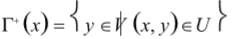 Γ⁺(x) = { y ∈ V | (x, y) ∈ U }